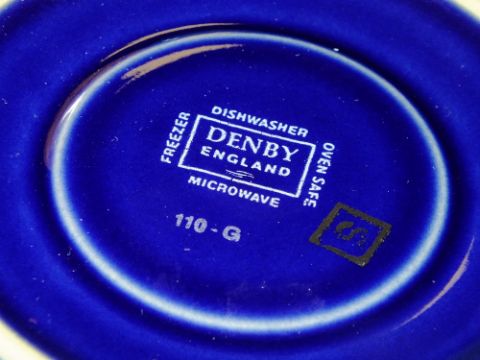 DISHWASHER
FREEZER
DENBY
ENGLAND
OVEN SAFE
MICROWAVE
110-G
S